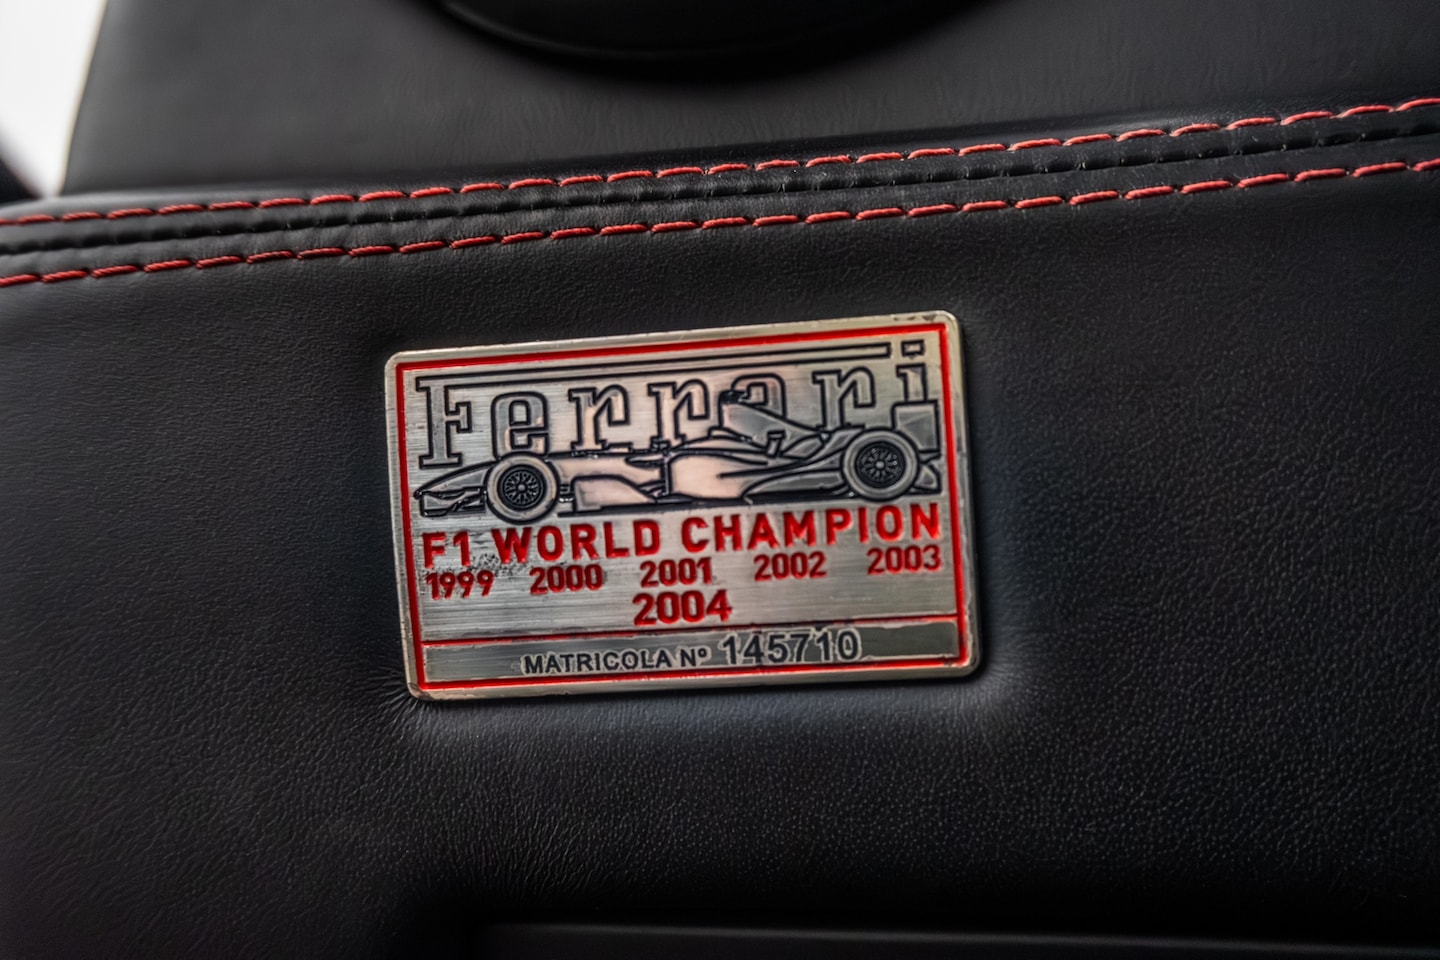 Ferrari
F1 WORLD CHAMPION
1999 2000 2001 2002 2003
2004
MATRICOLA Nº 145710